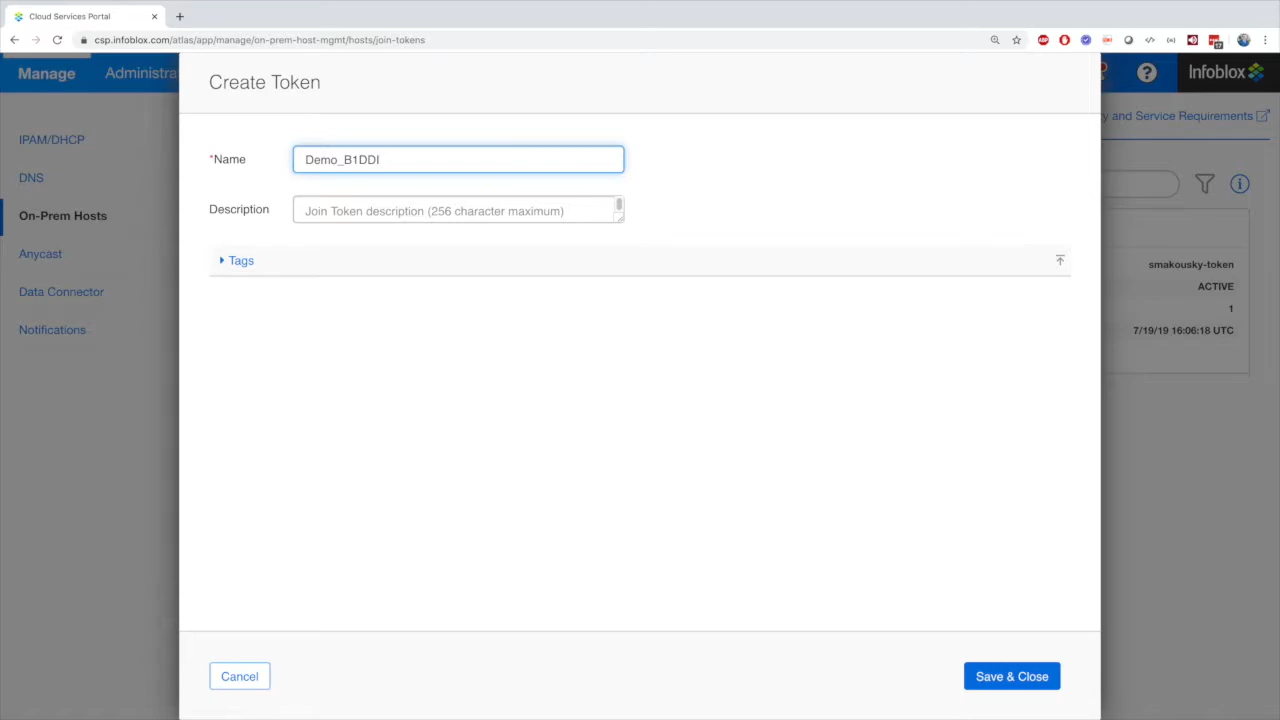 Cloud Services Portal
csp.infoblox.com/atlas/app/manage/on-prem-host-mgmt/hosts/join-tokens
Manage
Administra
Infoblox
Create Token
y and Service Requirements
IPAM/DHCP
DNS
On-Prem Hosts
Anycast
Data Connector
Notifications
*Name
Demo_B1DDI
Description
Join Token description (256 character maximum)
Tags
smakousky-token
ACTIVE
1
7/19/19 16:06:18 UTC
Cancel
Save & Close